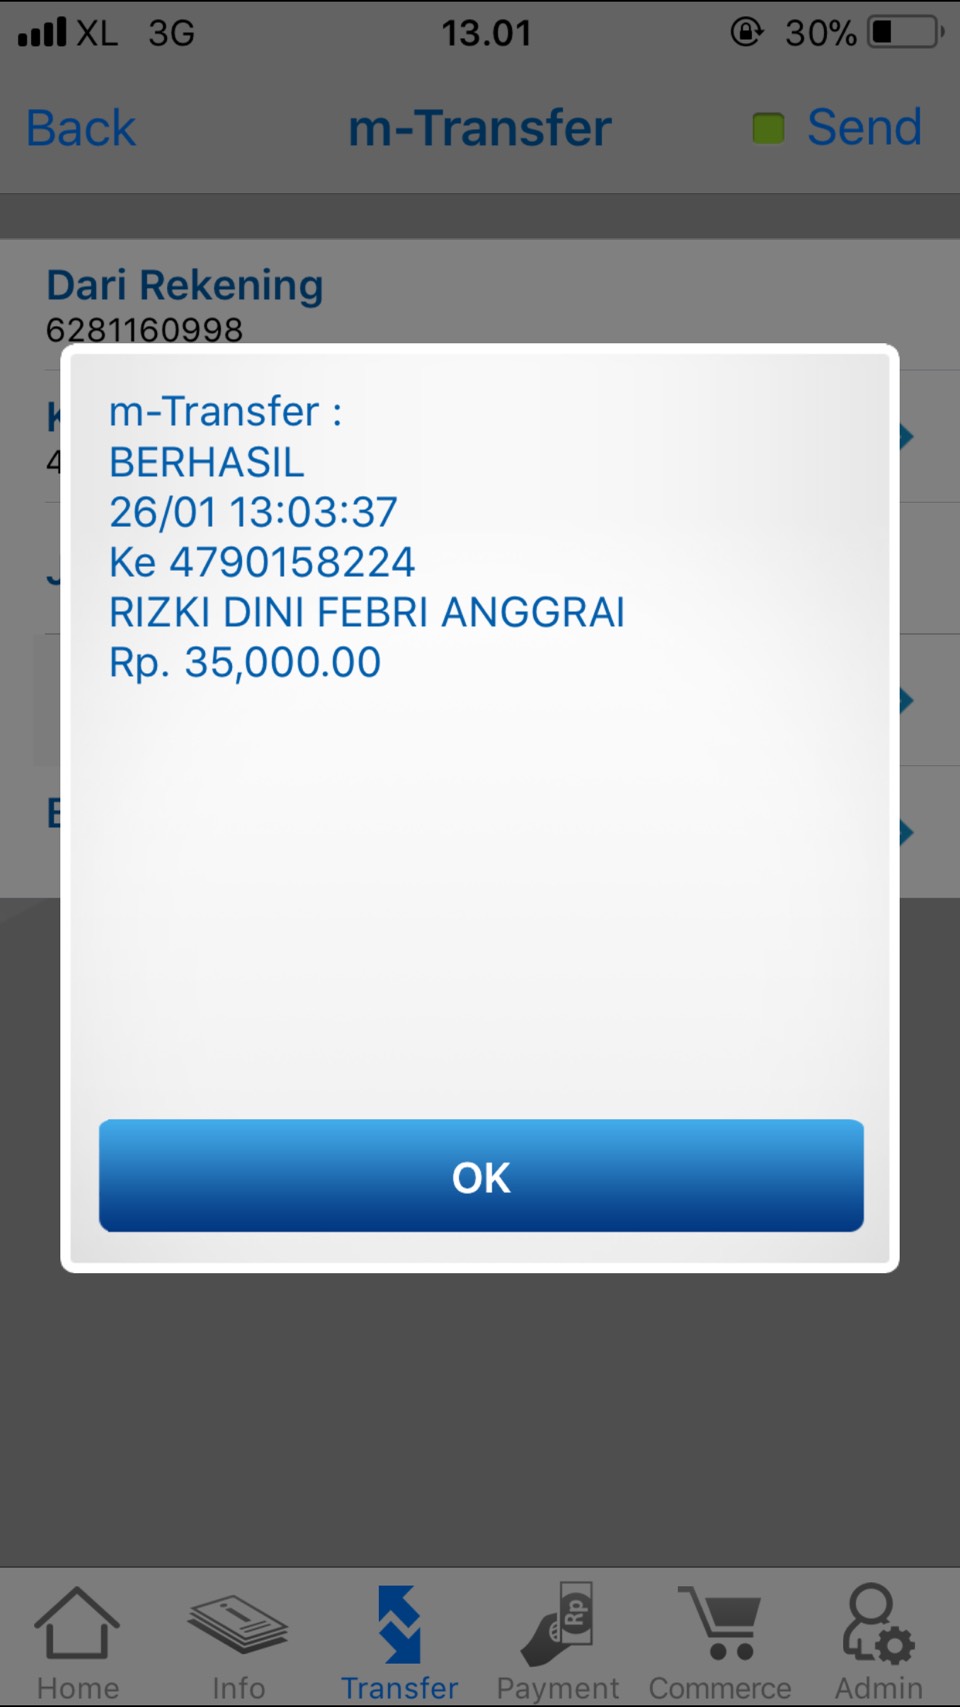 XL 3G 13.01 30%
Back m-Transfer Send
Dari Rekening
6281160998
m-Transfer :
BERHASIL
26/01 13:03:37
Ke 4790158224
RIZKI DINI FEBRI ANGGRAI
Rp. 35,000.00
OK
Rp
Home Info Transfer Payment Commerce Admin